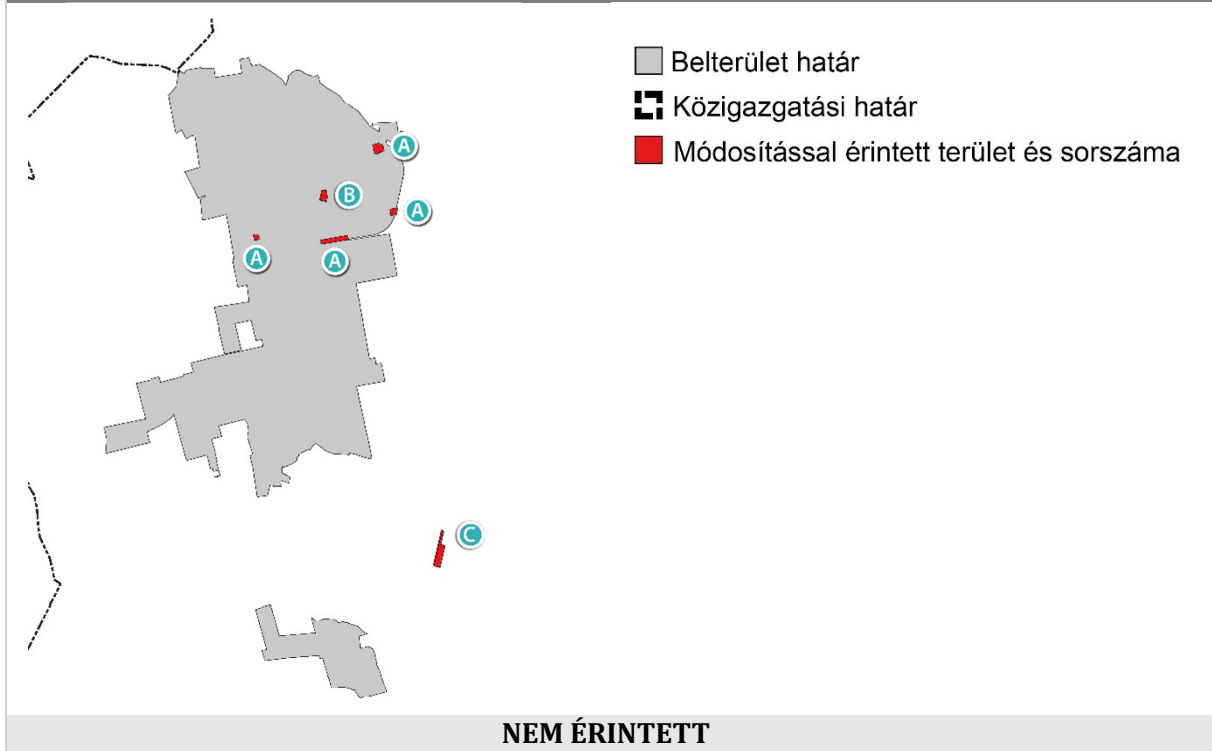 Belterület határ
Közigazgatási határ
Módosítással érintett terület és sorszáma
A
B
A
A
A
C
NEM ÉRINTETT